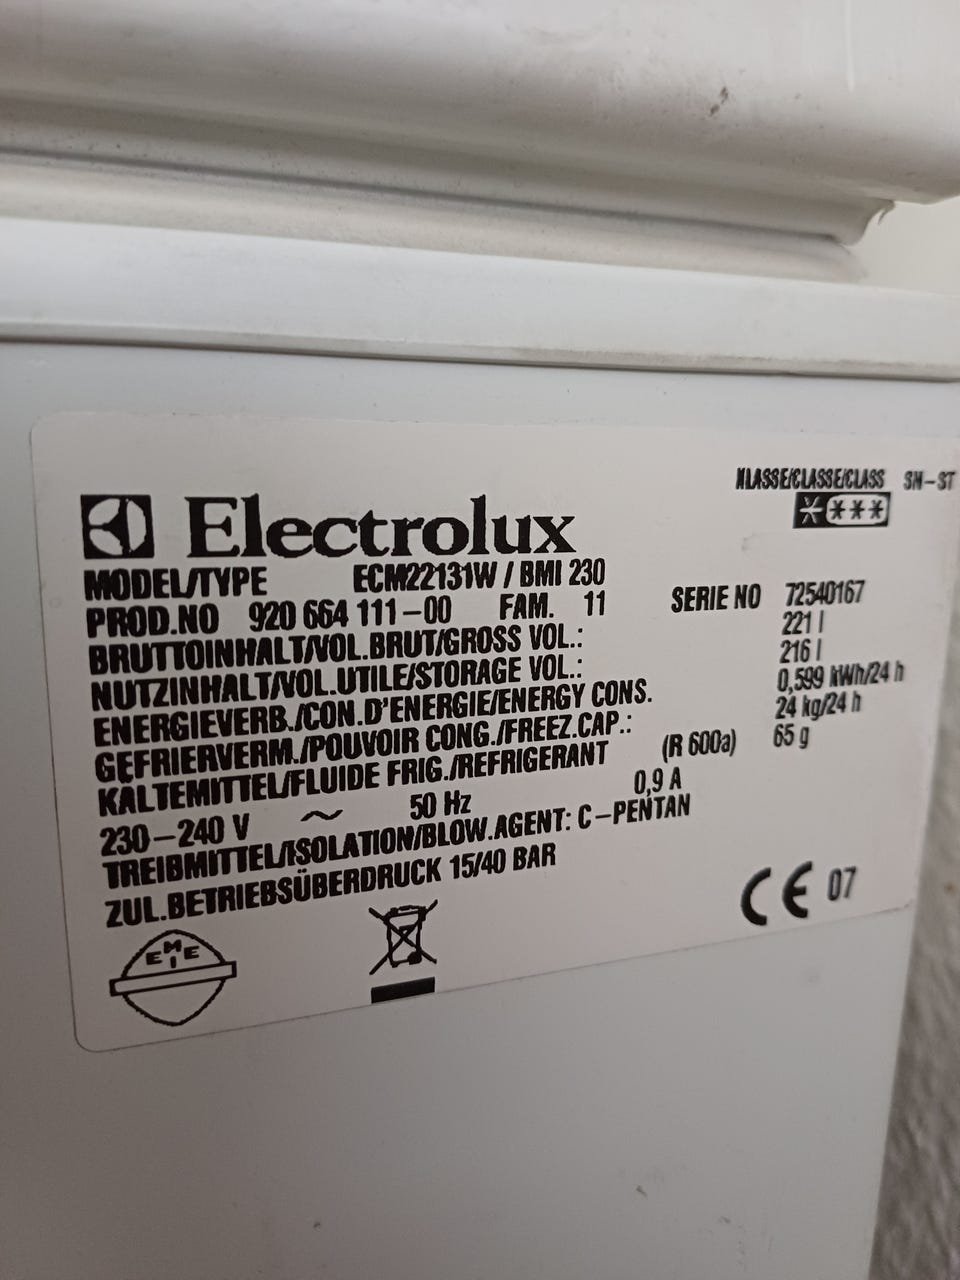 KLASSE/CLASSE/CLASS SN-ST
Electrolux
MODEL/TYPE ECM22131W / BMI 230
PROD.NO 920 664 111-00 FAM. 11 SERIE NO 72540167
BRUTTOINHALT/VOL.BRUT/GROSS VOL.: 221 l
NUTZINHALT/VOL.UTILE/STORAGE VOL.: 216 l
ENERGIEVERB./CON.D'ENERGIE/ENERGY CONS. 0,599 kWh/24 h
GEFRIERVERM./POUVOIR CONG./FREEZ.CAP.: 24 kg/24 h
KÄLTEMITTEL/FLUIDE FRIG./REFRIGERANT (R 600a) 65 g
230-240 V ~ 50 Hz 0,9 A
TREIBMITTEL/ISOLATION/BLOW.AGENT: C-PENTAN
ZUL.BETRIEBSÜBERDRUCK 15/40 BAR
CE 07
EMEI